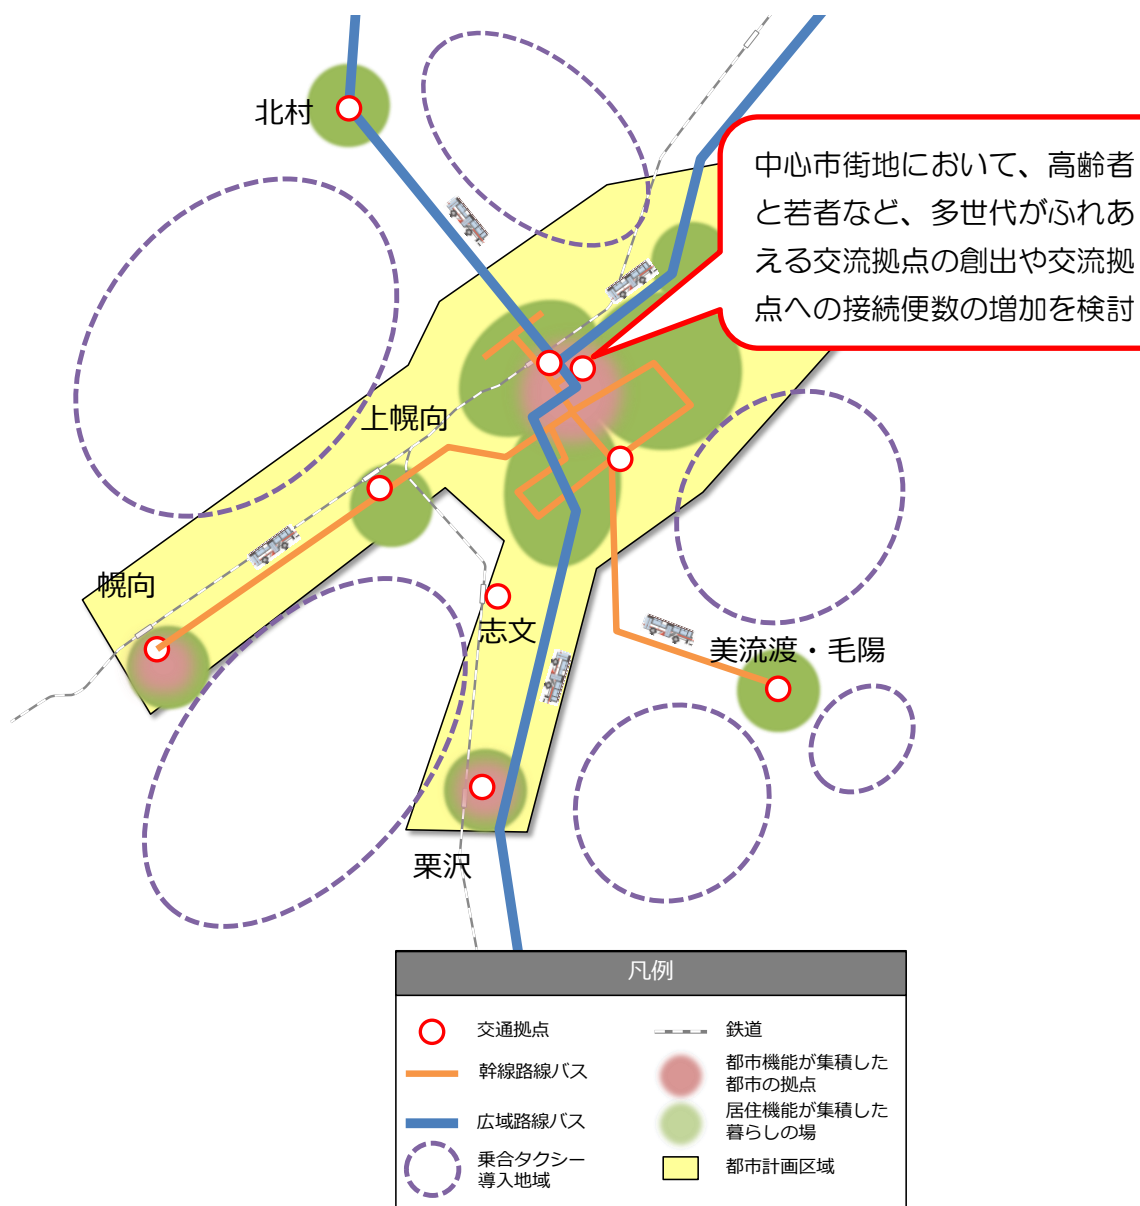 北村
中心市街地において、高齢者
と若者など、多世代がふれあ
える交流拠点の創出や交流拠
点への接続便数の増加を検討
上幌向
幌向
志文
美流渡・毛陽
栗沢
凡例
交通拠点
鉄道
幹線路線バス
都市機能が集積した
都市の拠点
広域路線バス
居住機能が集積した
暮らしの場
乗合タクシー
導入地域
都市計画区域